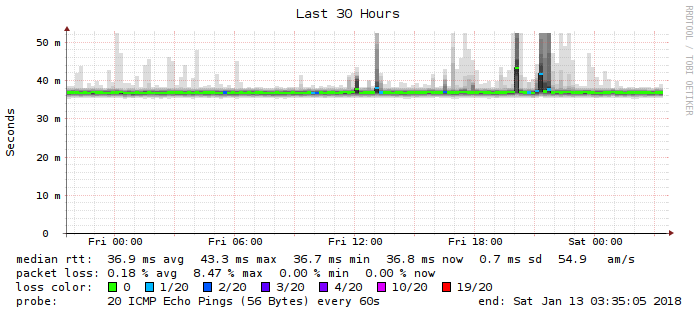 Last 30 Hours
RRDTOOL / TOBI OETIKER
Seconds
50 m
40 m
30 m
20 m
10 m
0
Fri 00:00 Fri 06:00 Fri 12:00 Fri 18:00 Sat 00:00
median rtt: 36.9 ms avg 43.3 ms max 36.7 ms min 36.8 ms now 0.7 ms sd 54.9 am/s
packet loss: 0.18 % avg 8.47 % max 0.00 % min 0.00 % now
loss color: 0 1/20 2/20 3/20 4/20 10/20 19/20
probe: 20 ICMP Echo Pings (56 Bytes) every 60s end: Sat Jan 13 03:35:05 2018